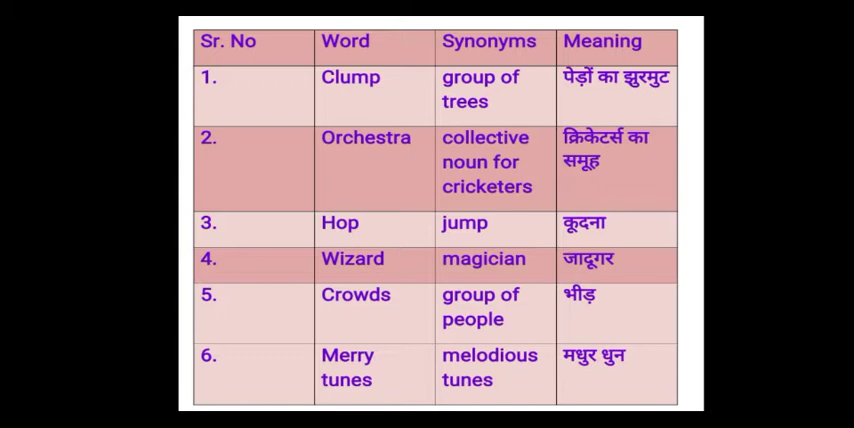 Sr. No Word Synonyms Meaning
1. Clump group of पेड़ों का झुरमुट
trees
2. Orchestra collective क्रिकेटर्स का
noun for समूह
cricketers
3. Hop jump कूदना
4. Wizard magician जादूगर
5. Crowds group of भीड़
people
6. Merry melodious मधुर धुन
tunes tunes